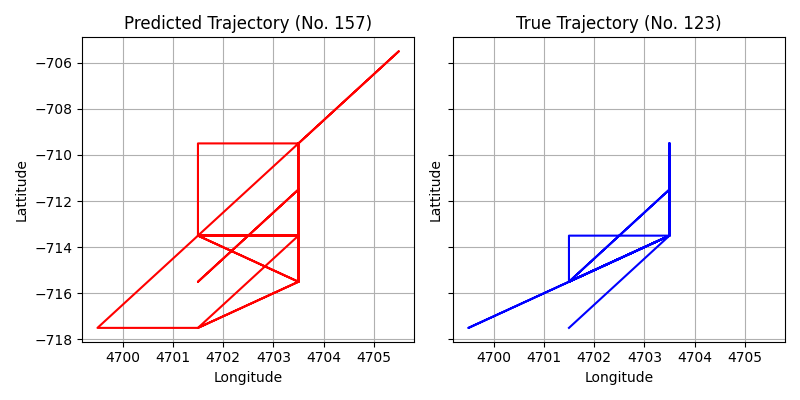 Predicted Trajectory (No. 157)
True Trajectory (No. 123)
−706
−708
−710
−712
−714
−716
−718
Lattitude
Lattitude
4700 4701 4702 4703 4704 4705
4700 4701 4702 4703 4704 4705
Longitude
Longitude